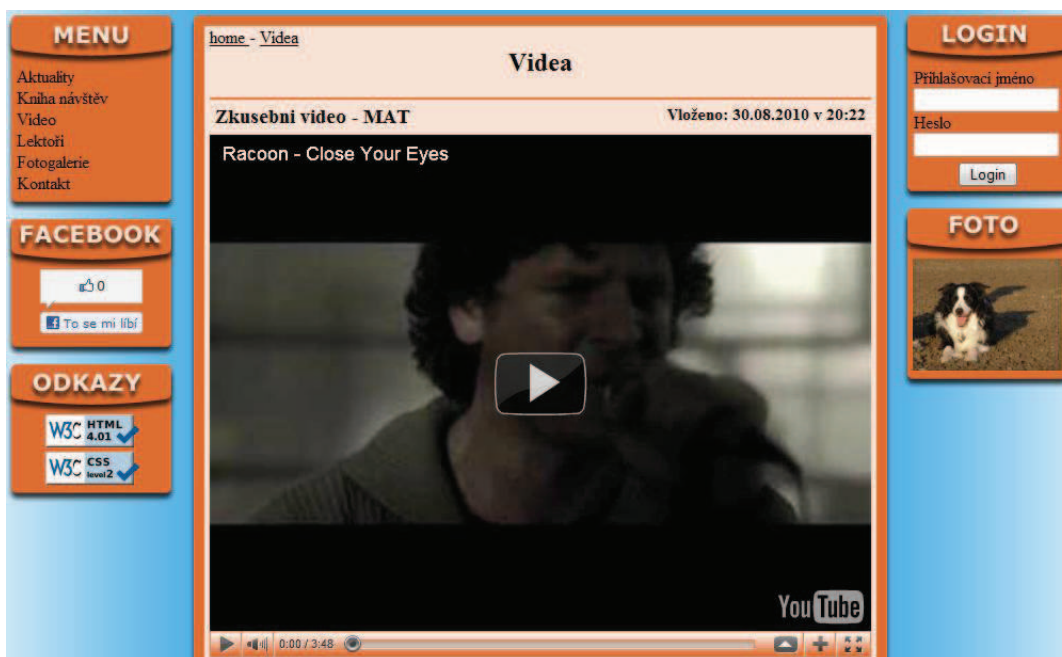 MENU
Aktuality
Kniha návštěv
Video
Lektoři
Fotogalerie
Kontakt
FACEBOOK
0
To se mi líbí
ODKAZY
W3C HTML 4.01
W3C CSS level 2
home - Videa
Videa
Zkusebni video - MAT
Vloženo: 30.08.2010 v 20:22
Racoon - Close Your Eyes
YouTube
0:00 / 3:48
LOGIN
Přihlašovací jméno
Heslo
Login
FOTO